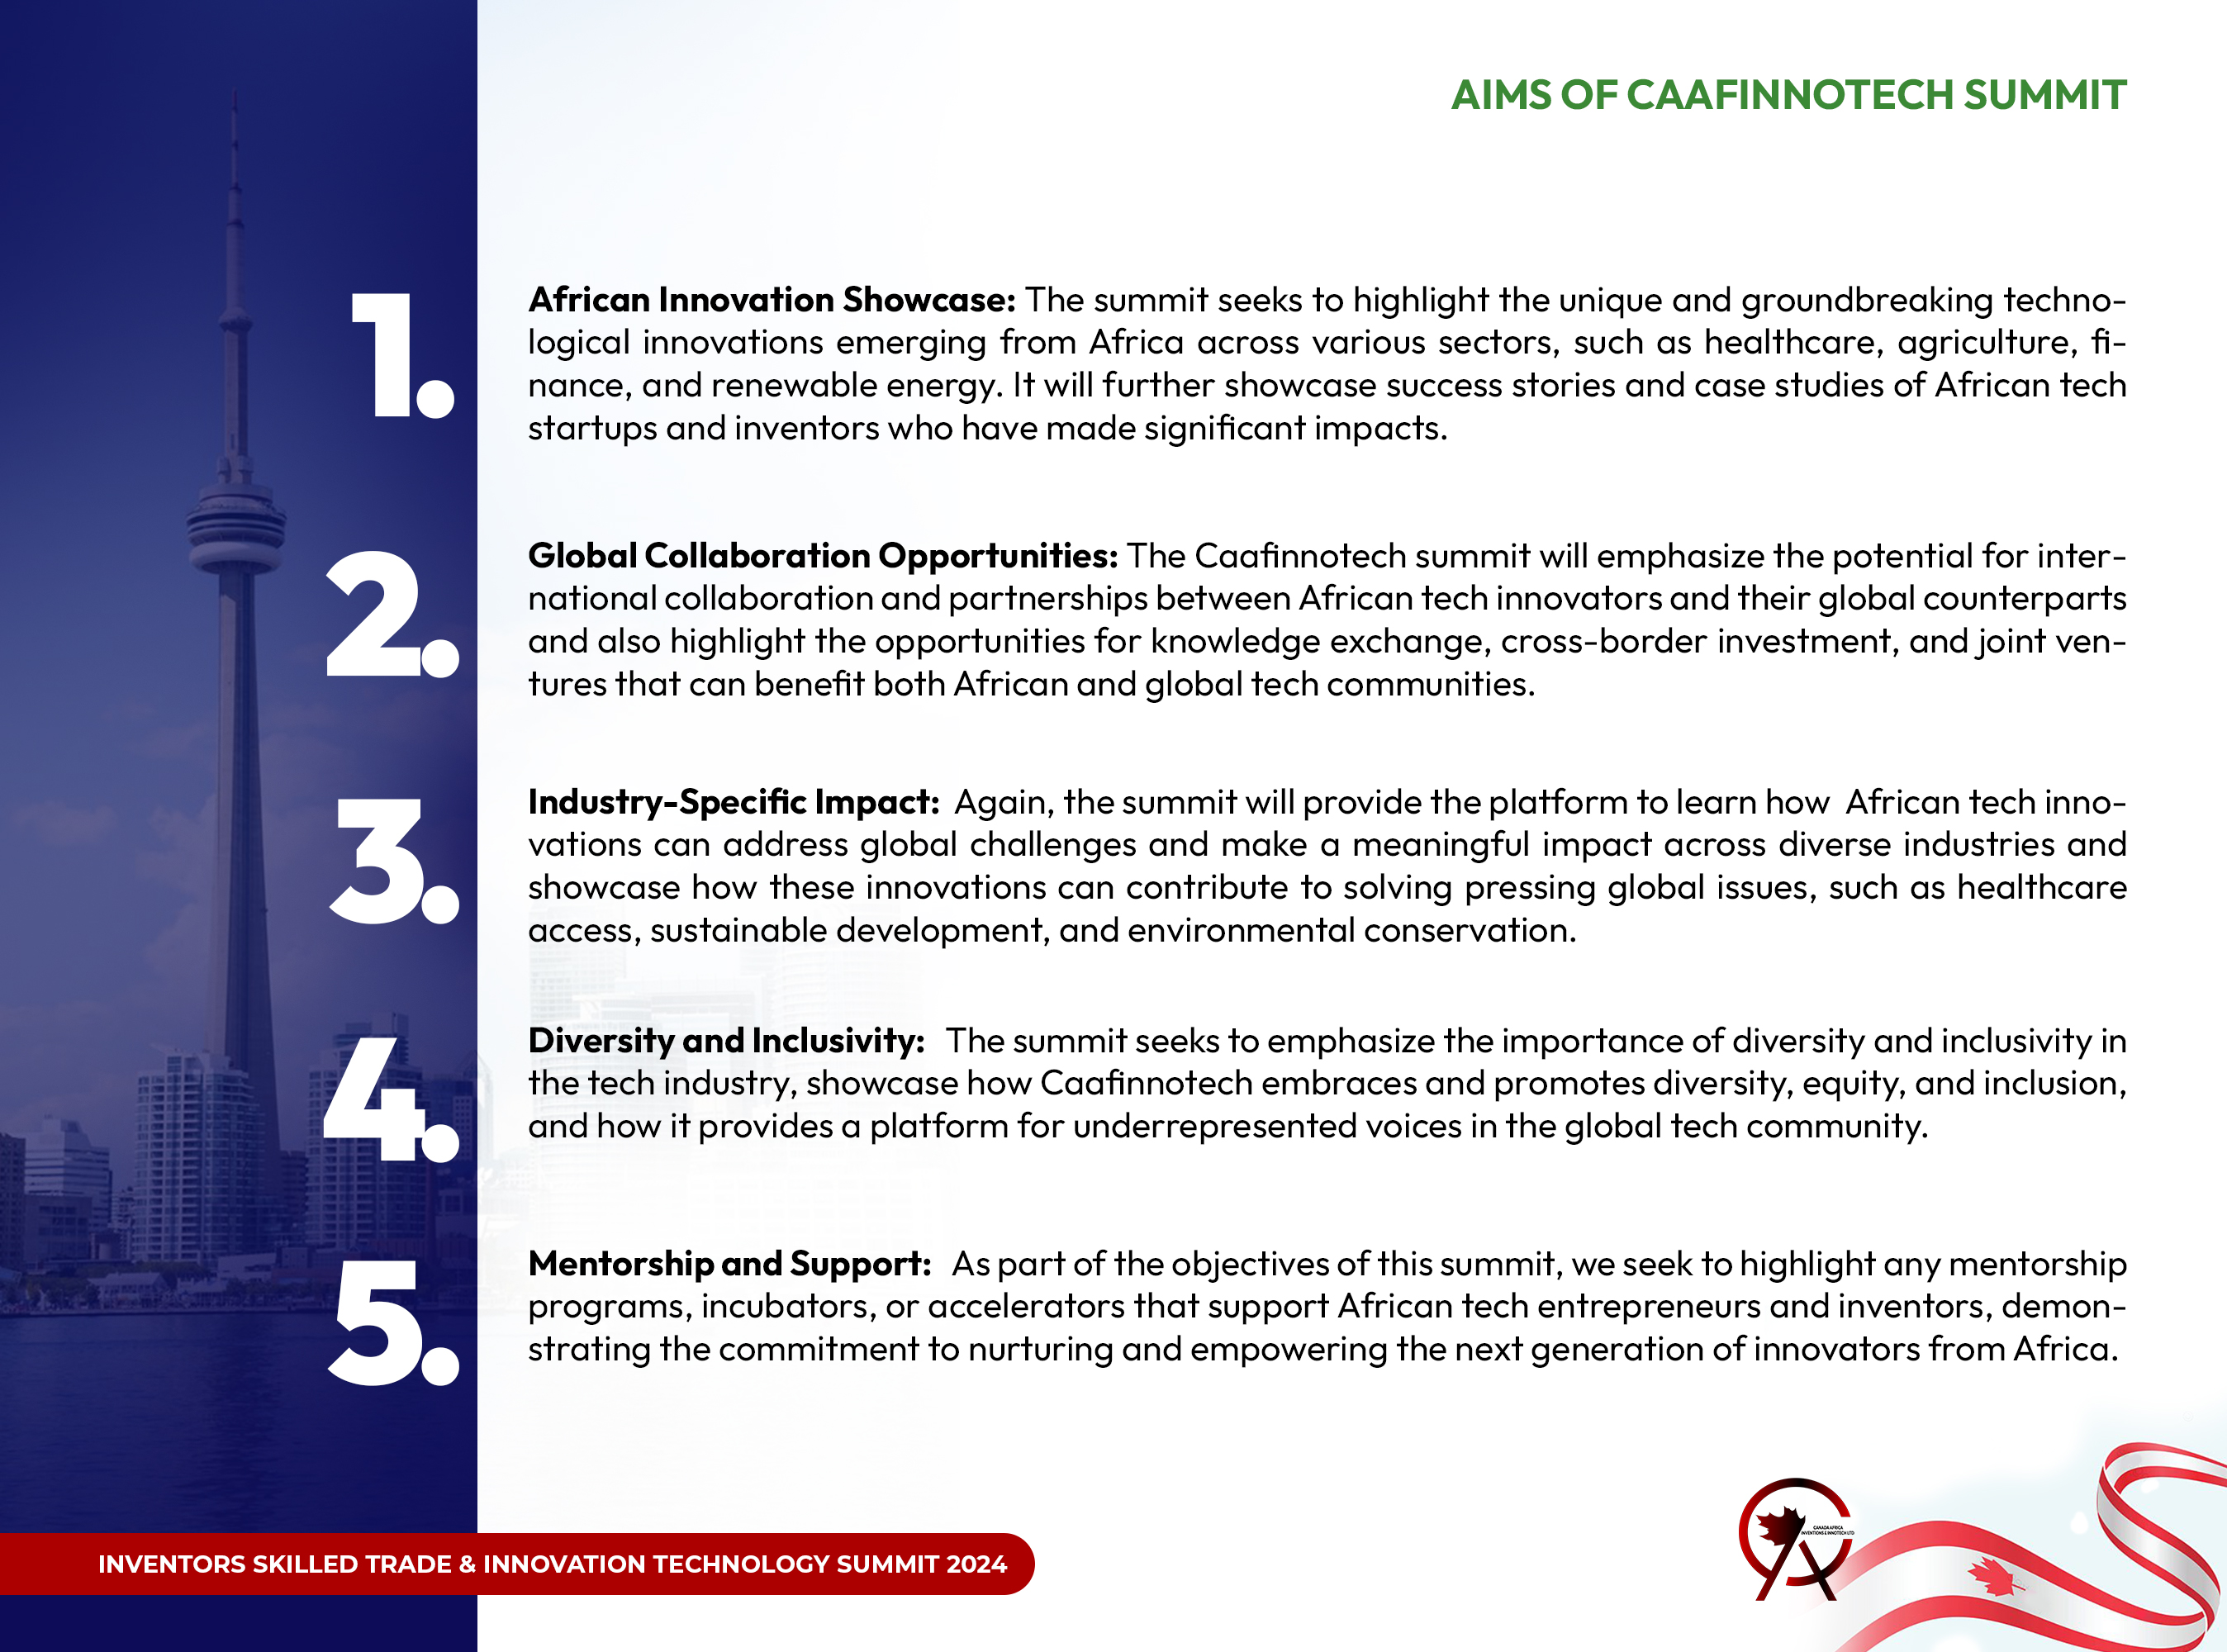 AIMS OF CAAFINNOTECH SUMMIT
1.
African Innovation Showcase: The summit seeks to highlight the unique and groundbreaking techno-
logical innovations emerging from Africa across various sectors, such as healthcare, agriculture, fi-
nance, and renewable energy. It will further showcase success stories and case studies of African tech
startups and inventors who have made significant impacts.
2.
Global Collaboration Opportunities: The Caafinnotech summit will emphasize the potential for inter-
national collaboration and partnerships between African tech innovators and their global counterparts
and also highlight the opportunities for knowledge exchange, cross-border investment, and joint ven-
tures that can benefit both African and global tech communities.
3.
Industry-Specific Impact: Again, the summit will provide the platform to learn how African tech inno-
vations can address global challenges and make a meaningful impact across diverse industries and
showcase how these innovations can contribute to solving pressing global issues, such as healthcare
access, sustainable development, and environmental conservation.
4.
Diversity and Inclusivity: The summit seeks to emphasize the importance of diversity and inclusivity in
the tech industry, showcase how Caafinnotech embraces and promotes diversity, equity, and inclusion,
and how it provides a platform for underrepresented voices in the global tech community.
5.
Mentorship and Support: As part of the objectives of this summit, we seek to highlight any mentorship
programs, incubators, or accelerators that support African tech entrepreneurs and inventors, demon-
strating the commitment to nurturing and empowering the next generation of innovators from Africa.
INVENTORS SKILLED TRADE & INNOVATION TECHNOLOGY SUMMIT 2024
CANADA AFRICA
INVENTIONS & INNOTECH LTD